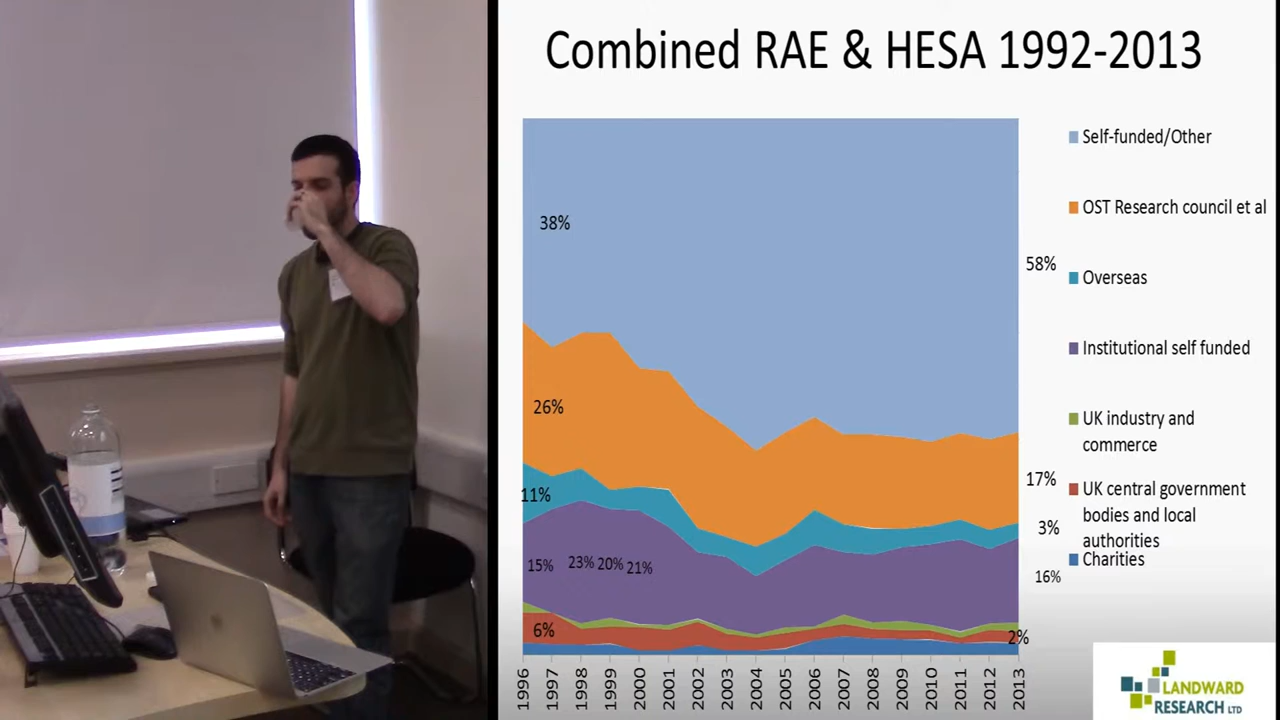 Combined RAE & HESA 1992-2013
38%
26%
11%
15%
23%
20%
21%
6%
58%
17%
3%
16%
2%
1996
1997
1998
1999
2000
2001
2002
2003
2004
2005
2006
2007
2008
2009
2010
2011
2012
2013
Self-funded/Other
OST Research council et al
Overseas
Institutional self funded
UK industry and
commerce
UK central government
bodies and local
authorities
Charities
LANDWARD
RESEARCH LTD